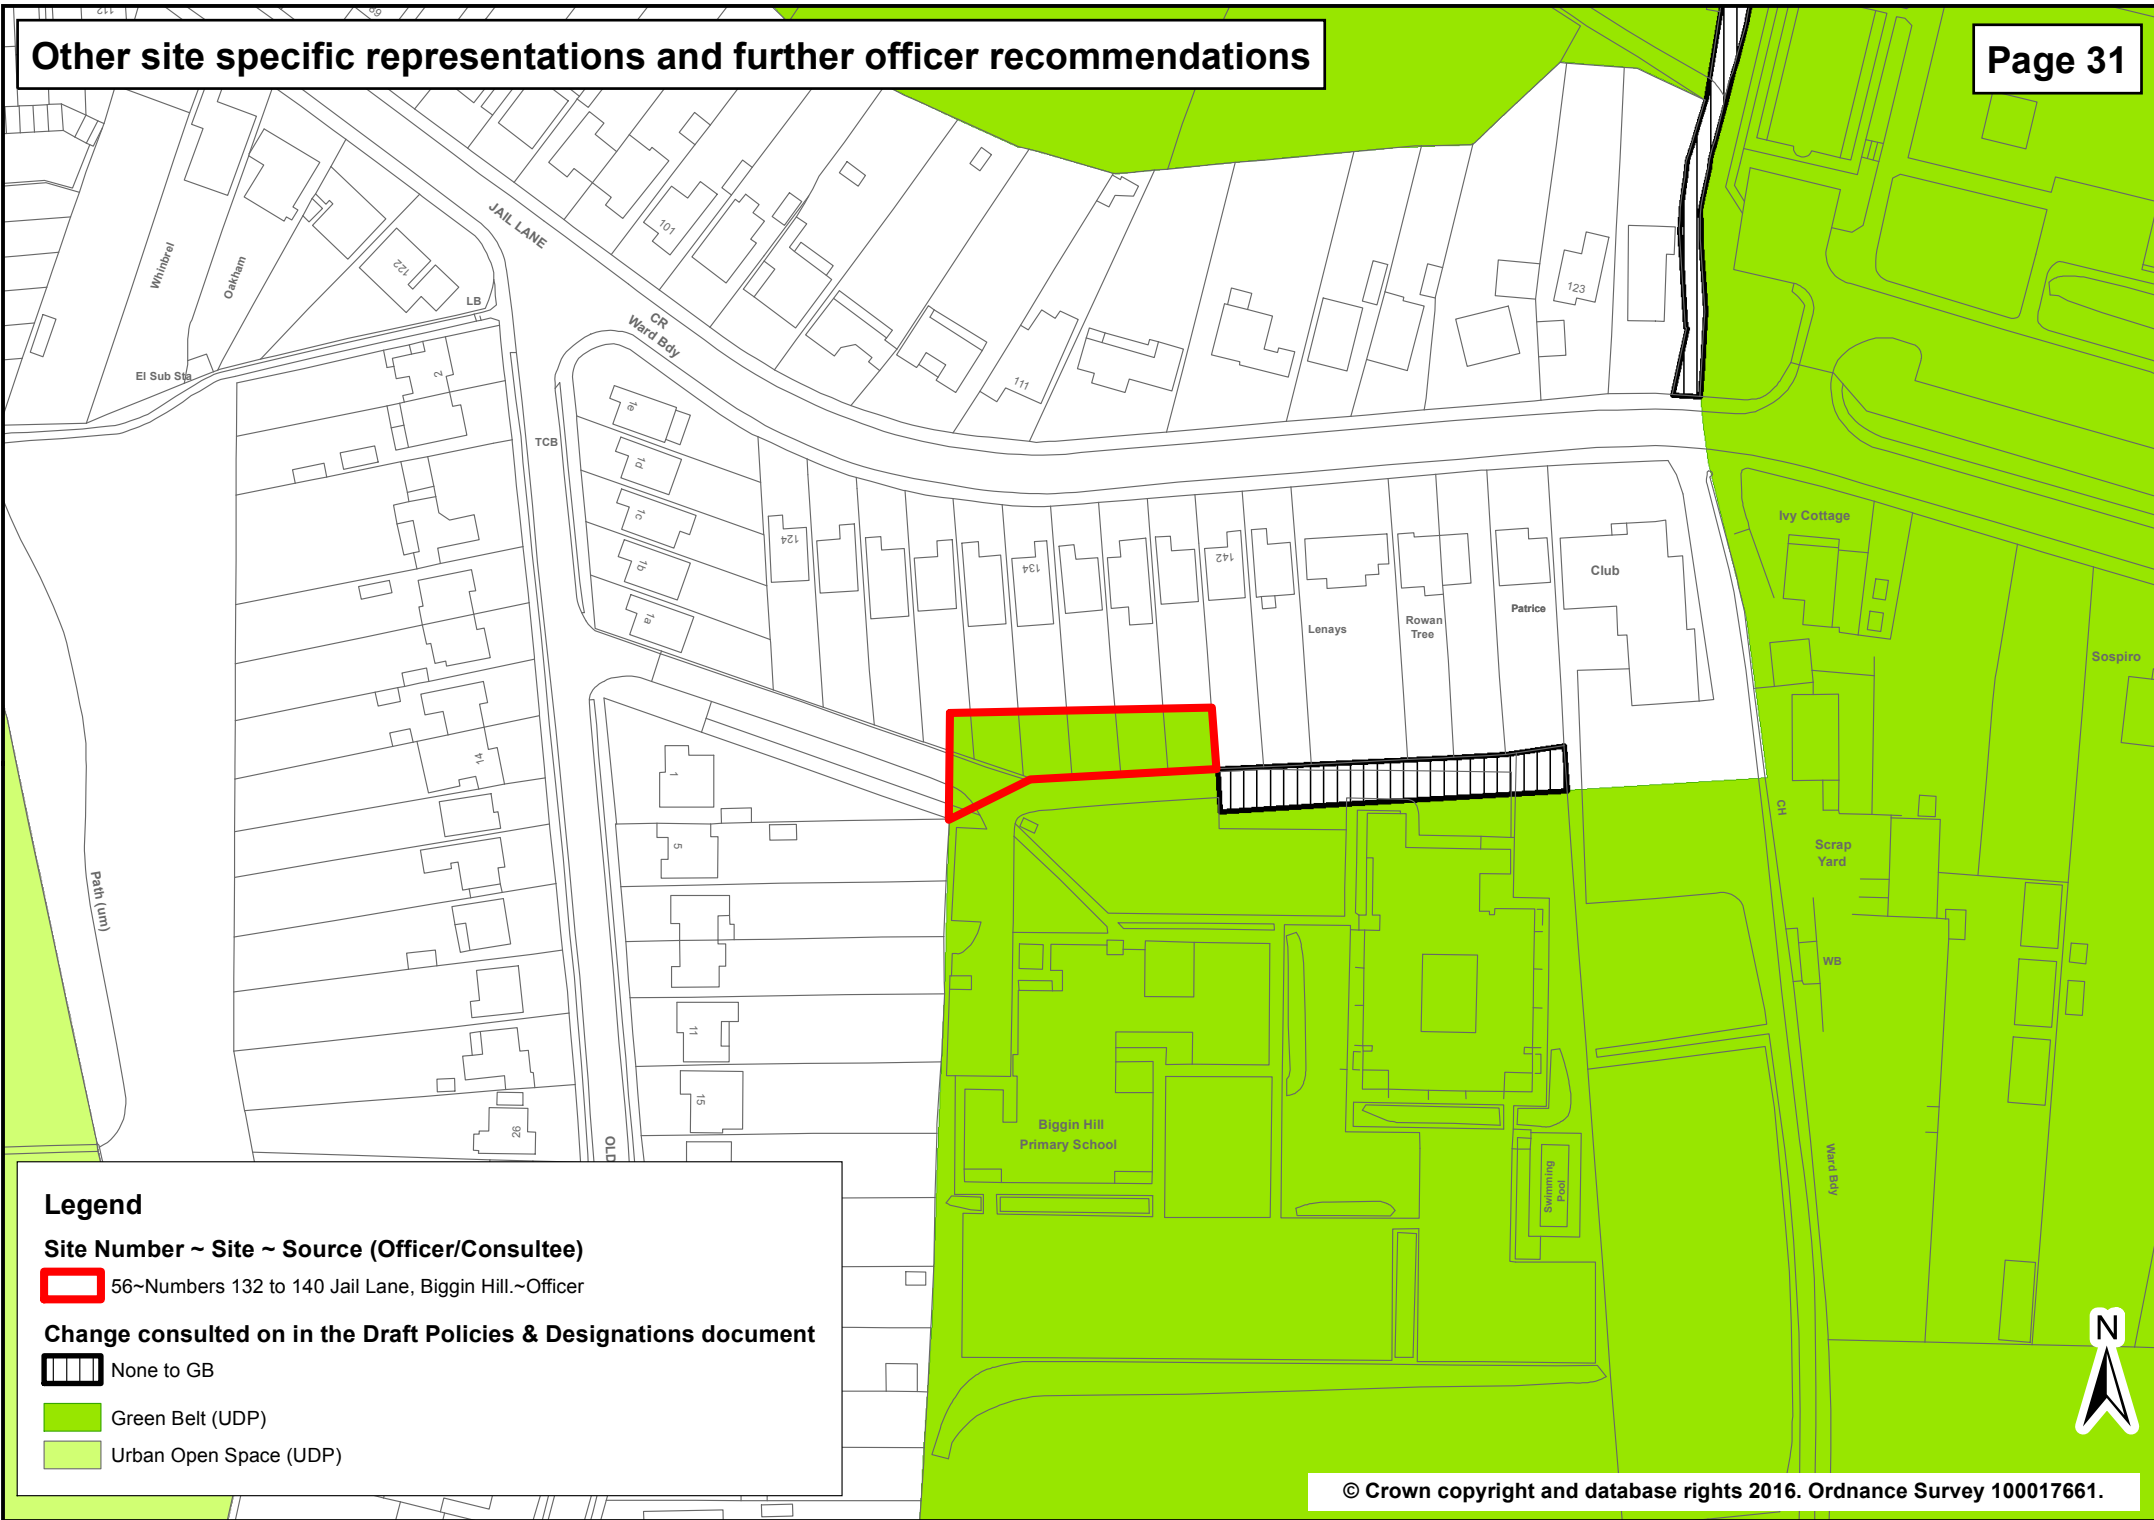 Other site specific representations and further officer recommendations
Page 31
112
69
Whinbrel
Oakham
122
LB
El Sub Sta
JAIL LANE
101
CR
Ward Bdy
111
123
2
TCB
1e
1d
1c
1b
1a
124
134
142
Lenays
Rowan
Tree
Patrice
Club
Ivy Cottage
Sospiro
14
1
5
11
15
26
OLD
Path (um)
CH
Scrap
Yard
WB
Ward Bdy
Biggin Hill
Primary School
Swimming
Pool
Legend
Site Number ~ Site ~ Source (Officer/Consultee)
56~Numbers 132 to 140 Jail Lane, Biggin Hill.~Officer
Change consulted on in the Draft Policies & Designations document
None to GB
Green Belt (UDP)
Urban Open Space (UDP)
N
© Crown copyright and database rights 2016. Ordnance Survey 100017661.